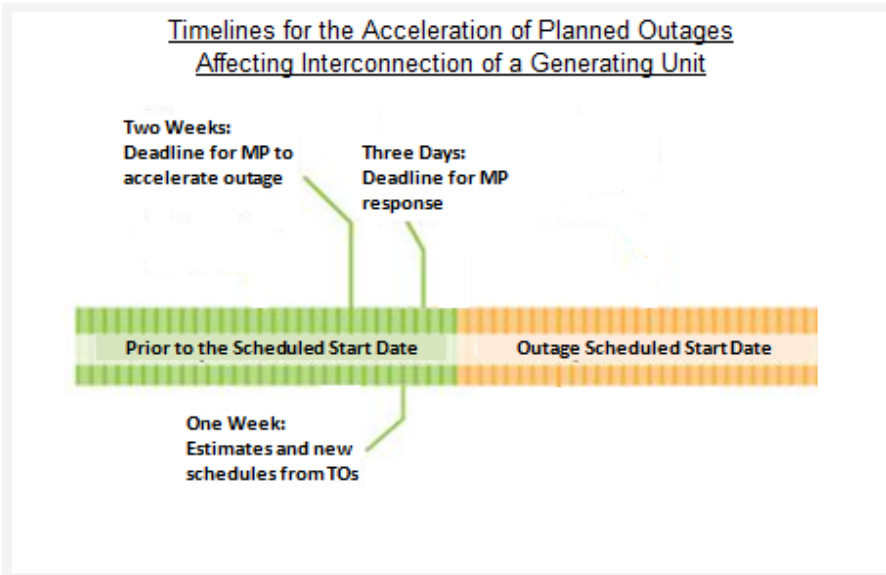 Timelines for the Acceleration of Planned Outages
Affecting Interconnection of a Generating Unit
Two Weeks:
Deadline for MP to
accelerate outage
Three Days:
Deadline for MP
response
Prior to the Scheduled Start Date
Outage Scheduled Start Date
One Week:
Estimates and new
schedules from TOs